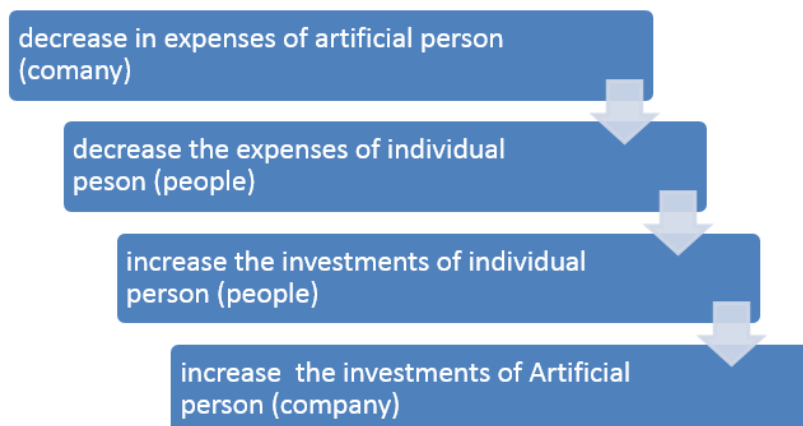 decrease in expenses of artificial person
(comany)
decrease the expenses of individual
peson (people)
increase the investments of individual
person (people)
increase  the investments of Artificial
person (company)